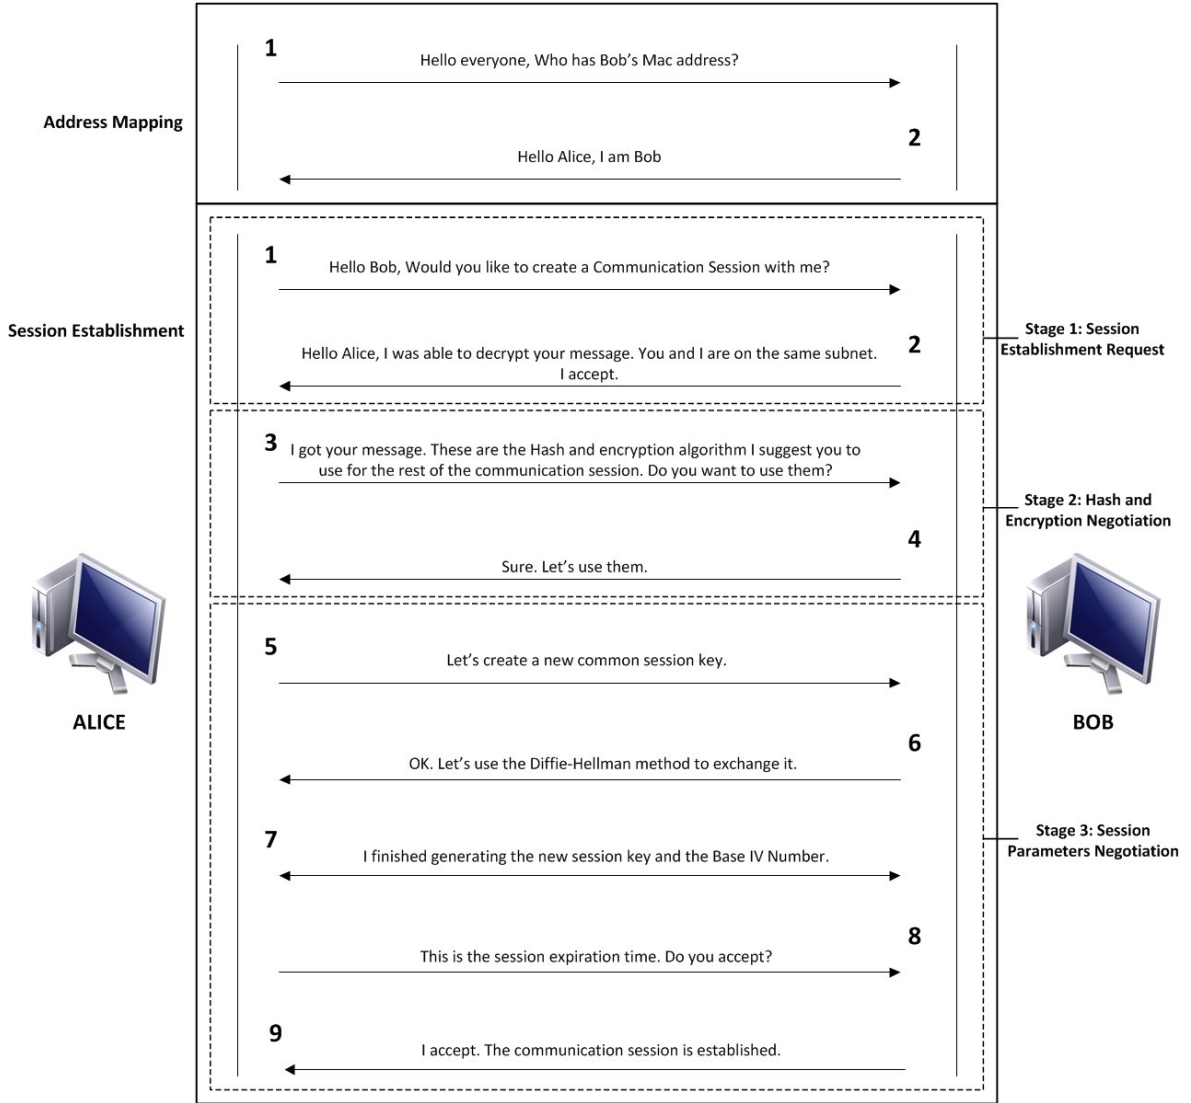 1
Hello everyone, Who has Bob's Mac address?
Address Mapping
2
Hello Alice, I am Bob
1
Hello Bob, Would you like to create a Communication Session with me?
Session Establishment
Stage 1: Session
Establishment Request
2
Hello Alice, I was able to decrypt your message. You and I are on the same subnet.
I accept.
3
I got your message. These are the Hash and encryption algorithm I suggest you to
use for the rest of the communication session. Do you want to use them?
Stage 2: Hash and
Encryption Negotiation
4
Sure. Let's use them.
5
Let's create a new common session key.
ALICE
BOB
6
OK. Let's use the Diffie-Hellman method to exchange it.
7
I finished generating the new session key and the Base IV Number.
Stage 3: Session
Parameters Negotiation
8
This is the session expiration time. Do you accept?
9
I accept. The communication session is established.